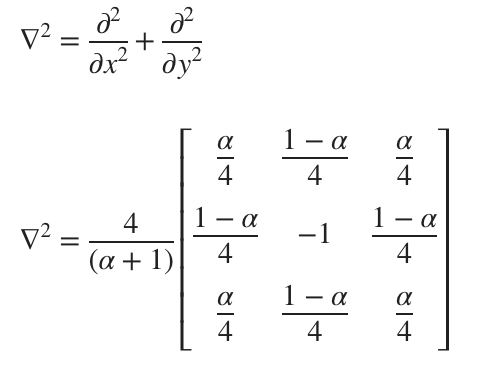 ∇² = ∂²/∂x² + ∂²/∂y²
∇² = 4/(α + 1) [ α/4 (1 − α)/4 α/4
(1 − α)/4 −1 (1 − α)/4
α/4 (1 − α)/4 α/4 ]